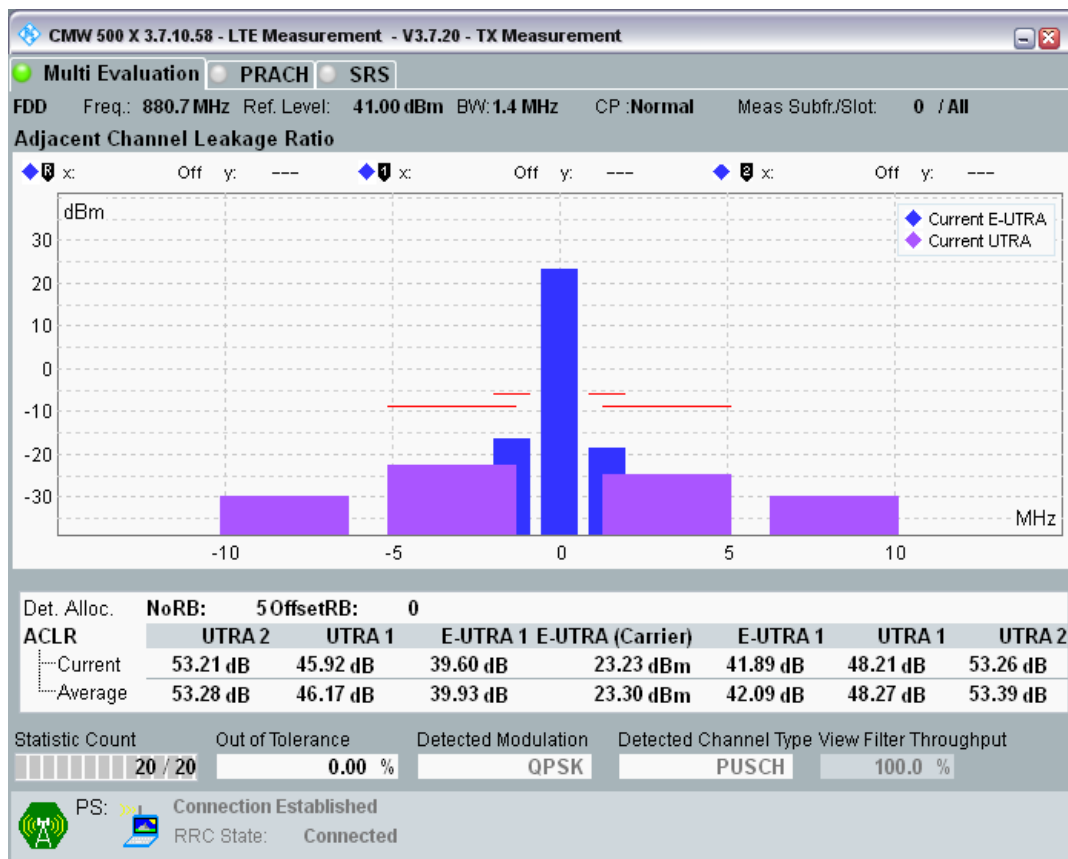 CMW 500 X 3.7.10.58 - LTE Measurement - V3.7.20 - TX Measurement
Multi Evaluation PRACH SRS
FDD Freq.: 880.7 MHz Ref. Level: 41.00 dBm BW: 1.4 MHz CP :Normal Meas Subfr./Slot: 0 / All
Adjacent Channel Leakage Ratio
R x: Off y: --- 1 x: Off y: --- 2 x: Off y: ---
dBm
Current E-UTRA
Current UTRA
30
20
10
0
-10
-20
-30
MHz
-10 -5 0 5 10
Det. Alloc. NoRB: 5 OffsetRB: 0
ACLR UTRA 2 UTRA 1 E-UTRA 1 E-UTRA (Carrier) E-UTRA 1 UTRA 1 UTRA 2
Current 53.21 dB 45.92 dB 39.60 dB 23.23 dBm 41.89 dB 48.21 dB 53.26 dB
Average 53.28 dB 46.17 dB 39.93 dB 23.30 dBm 42.09 dB 48.27 dB 53.39 dB
Statistic Count Out of Tolerance Detected Modulation Detected Channel Type View Filter Throughput
20 / 20 0.00 % QPSK PUSCH 100.0 %
PS: Connection Established
RRC State: Connected